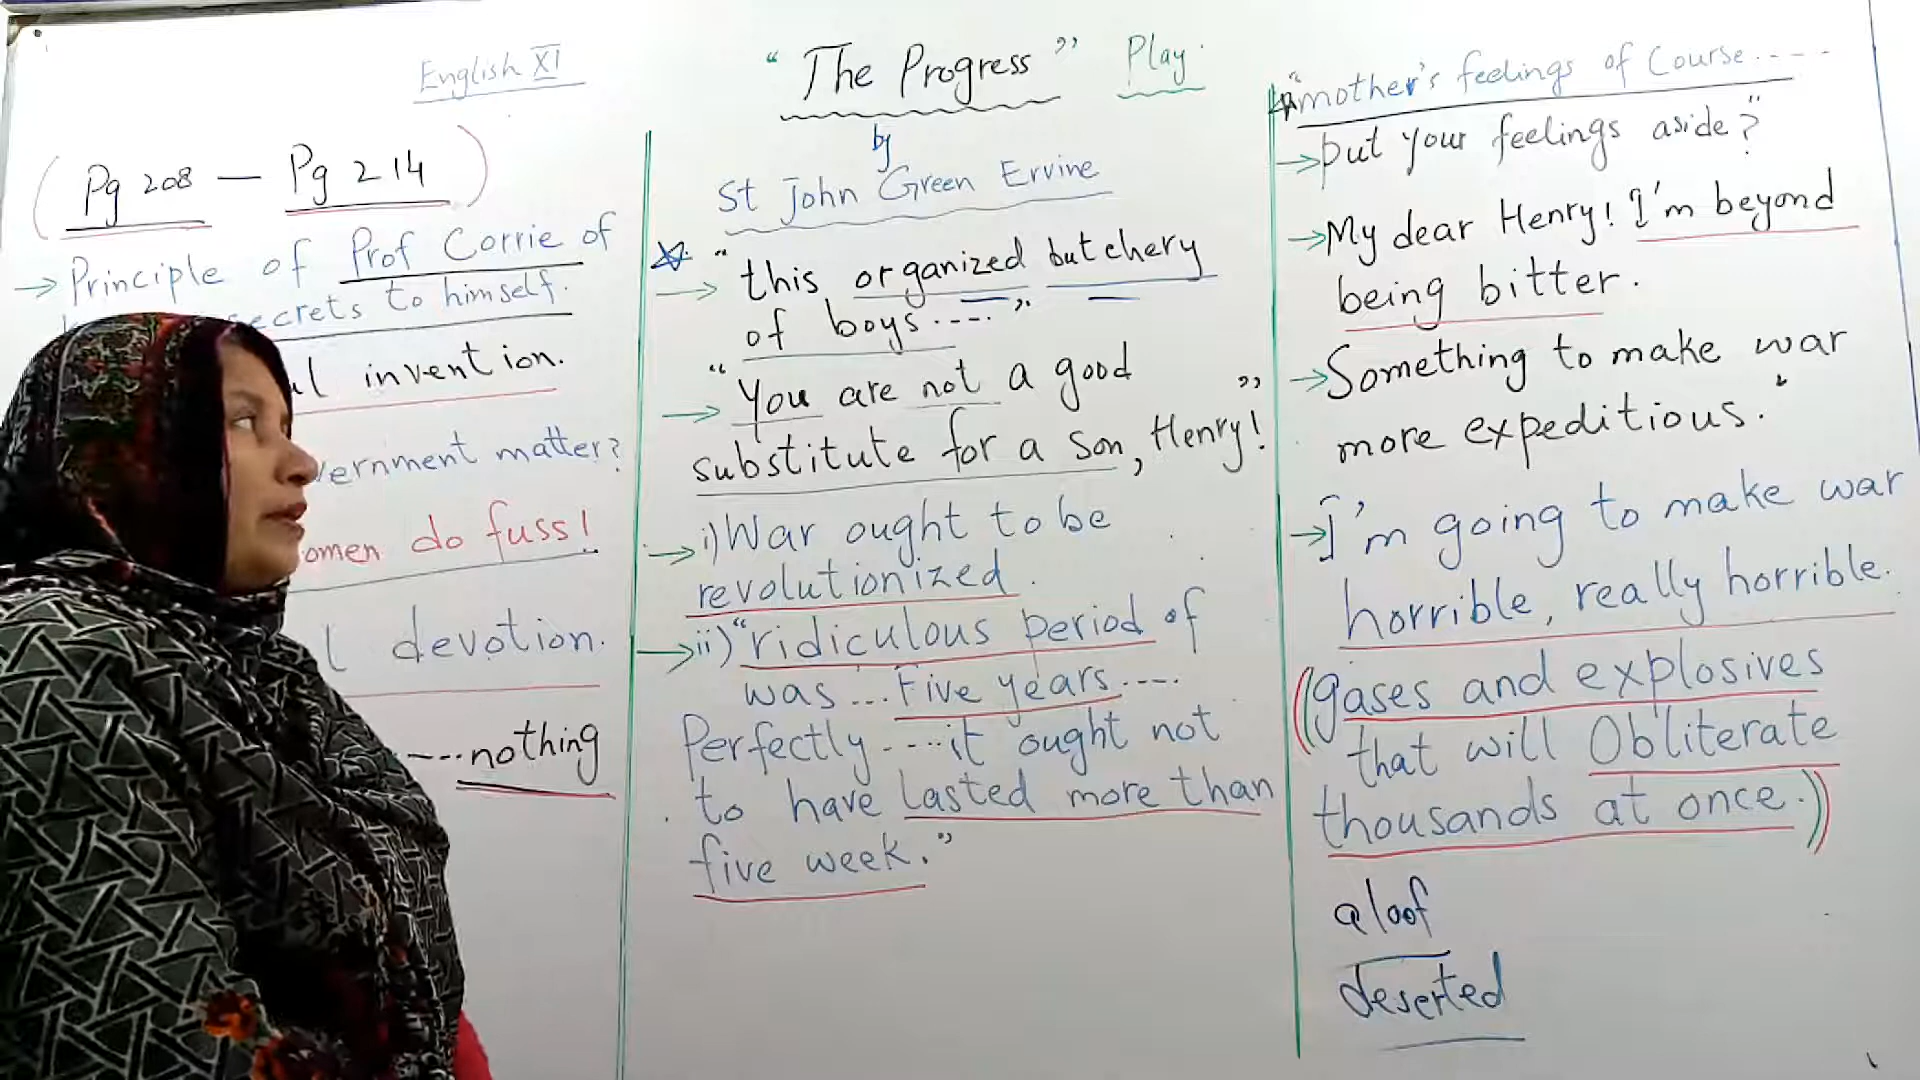 English XI
(Pg 208 — Pg 214)
→ Principle of Prof Corrie of
secrets to himself.
invention.
vernment matter?
omen do fuss!
l devotion.
----nothing
"The Progress" Play
by
St John Green Ervine
→ "this organized butchery
of boys....."
→ "You are not a good
substitute for a son, Henry!"
→ i) War ought to be
revolutionized.
→ ii) "ridiculous period of
was ... Five years ....
Perfectly ---- it ought not
to have lasted more than
five week."
"mother's feelings of Course.....
→ put your feelings aside?"
→ My dear Henry! I'm beyond
being bitter.
→ Something to make war
more expeditious.
→ I'm going to make war
horrible, really horrible.
(gases and explosives
that will Obliterate
thousands at once.)
aloof
deserted